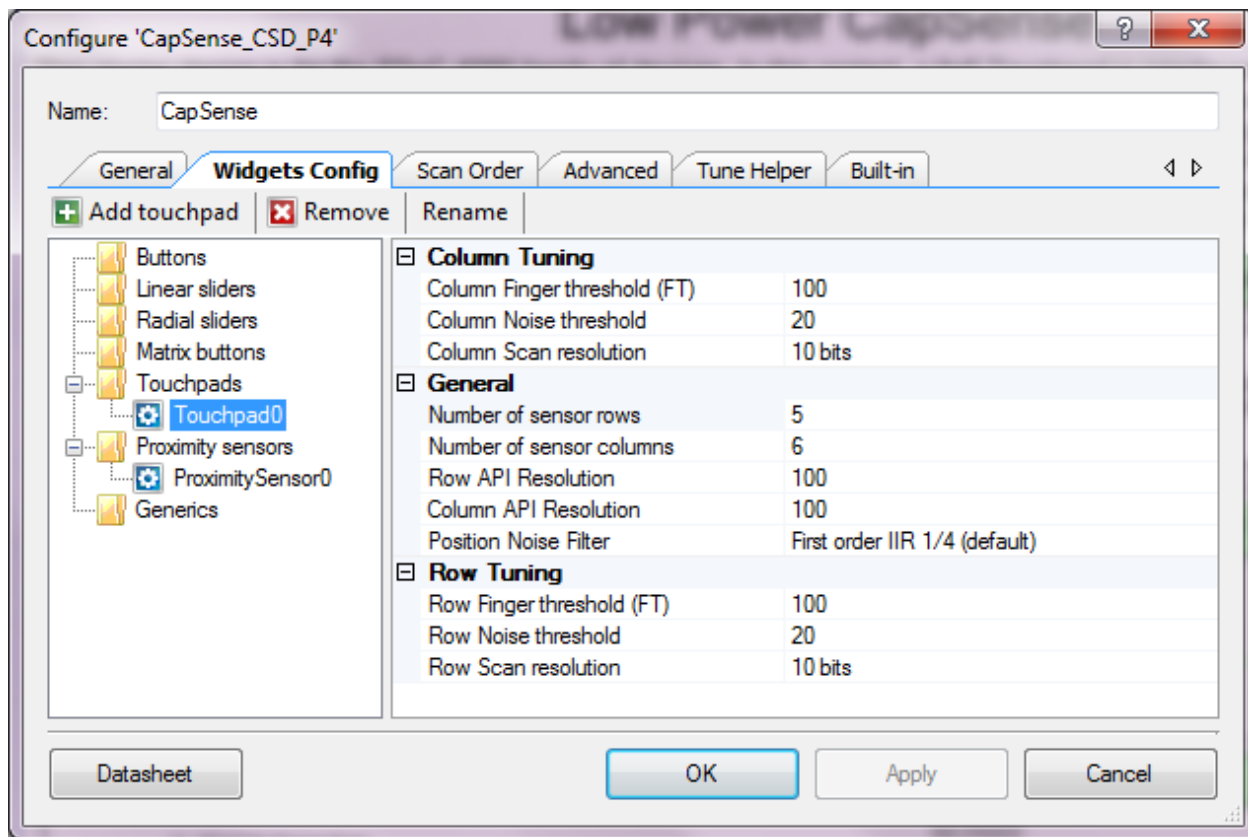 Low Power CapSense
Configure 'CapSense_CSD_P4'
Name: CapSense
General Widgets Config Scan Order Advanced Tune Helper Built-in
Add touchpad Remove Rename
Buttons
Linear sliders
Radial sliders
Matrix buttons
Touchpads
Touchpad0
Proximity sensors
ProximitySensor0
Generics
Column Tuning
Column Finger threshold (FT) 100
Column Noise threshold 20
Column Scan resolution 10 bits
General
Number of sensor rows 5
Number of sensor columns 6
Row API Resolution 100
Column API Resolution 100
Position Noise Filter First order IIR 1/4 (default)
Row Tuning
Row Finger threshold (FT) 100
Row Noise threshold 20
Row Scan resolution 10 bits
Datasheet OK Apply Cancel